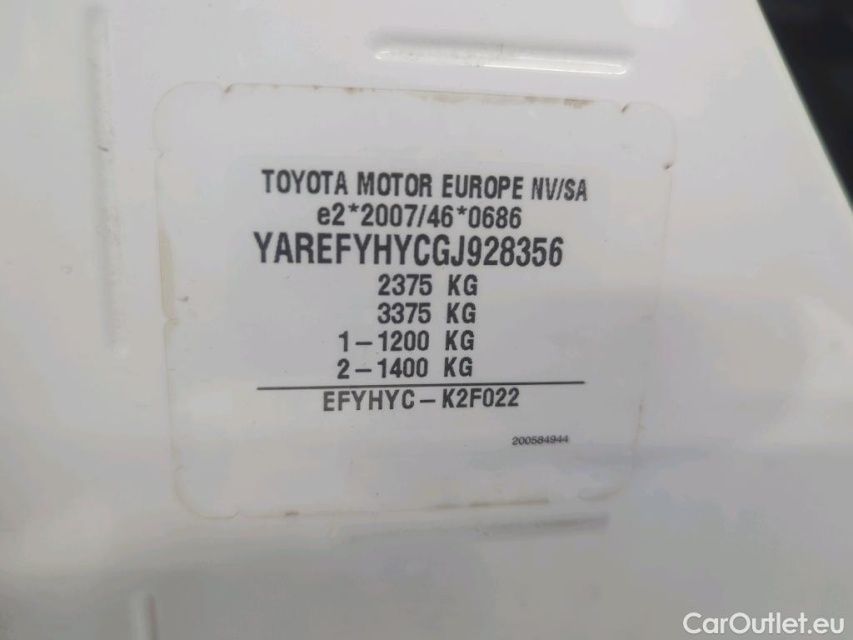 TOYOTA MOTOR EUROPE NV/SA
e2*2007/46*0686
YAREFYHYCGJ928356
2375 KG
3375 KG
1-1200 KG
2-1400 KG
EFYHYC-K2F022
200584944
CarOutlet.eu